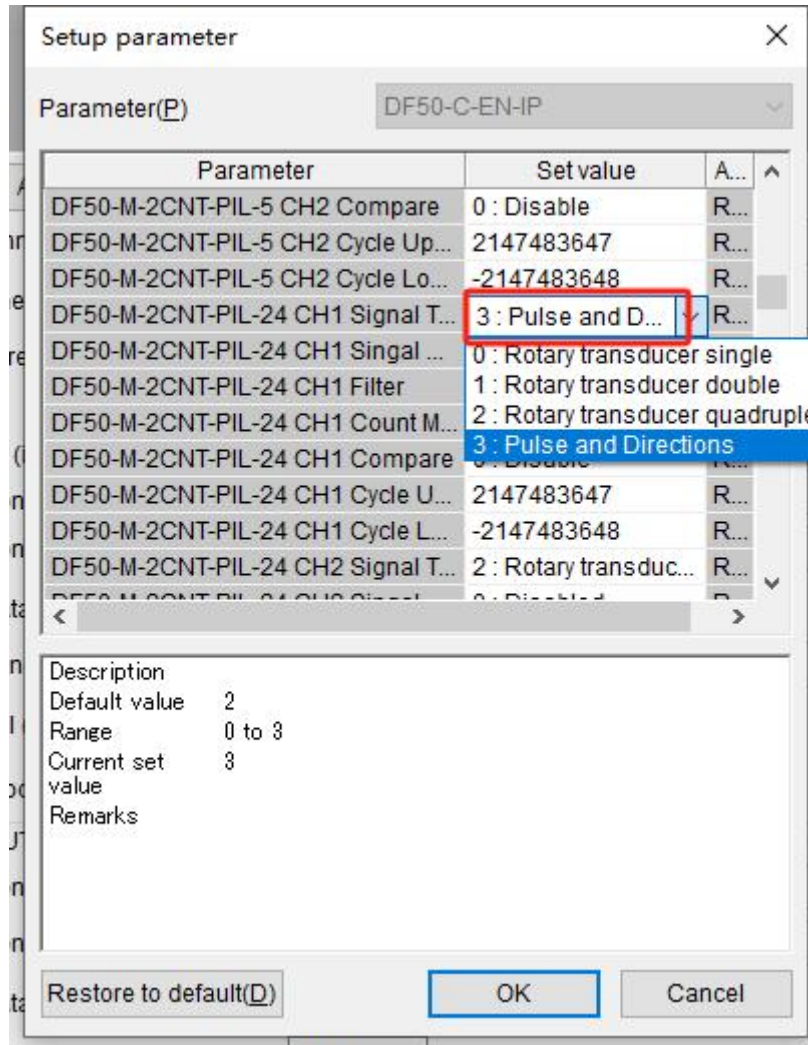 Setup parameter
Parameter(P) DF50-C-EN-IP
Parameter Set value A...
DF50-M-2CNT-PIL-5 CH2 Compare 0 : Disable R...
DF50-M-2CNT-PIL-5 CH2 Cycle Up... 2147483647 R...
DF50-M-2CNT-PIL-5 CH2 Cycle Lo... -2147483648 R...
DF50-M-2CNT-PIL-24 CH1 Signal T... 3 : Pulse and D... R...
DF50-M-2CNT-PIL-24 CH1 Singal ... 0 : Rotary transducer single
DF50-M-2CNT-PIL-24 CH1 Filter 1 : Rotary transducer double
DF50-M-2CNT-PIL-24 CH1 Count M... 2 : Rotary transducer quadruple
DF50-M-2CNT-PIL-24 CH1 Compare 3 : Pulse and Directions
DF50-M-2CNT-PIL-24 CH1 Cycle U... 2147483647 R...
DF50-M-2CNT-PIL-24 CH1 Cycle L... -2147483648 R...
DF50-M-2CNT-PIL-24 CH2 Signal T... 2 : Rotary transduc... R...
Description
Default value 2
Range 0 to 3
Current set value 3
Remarks
Restore to default(D) OK Cancel